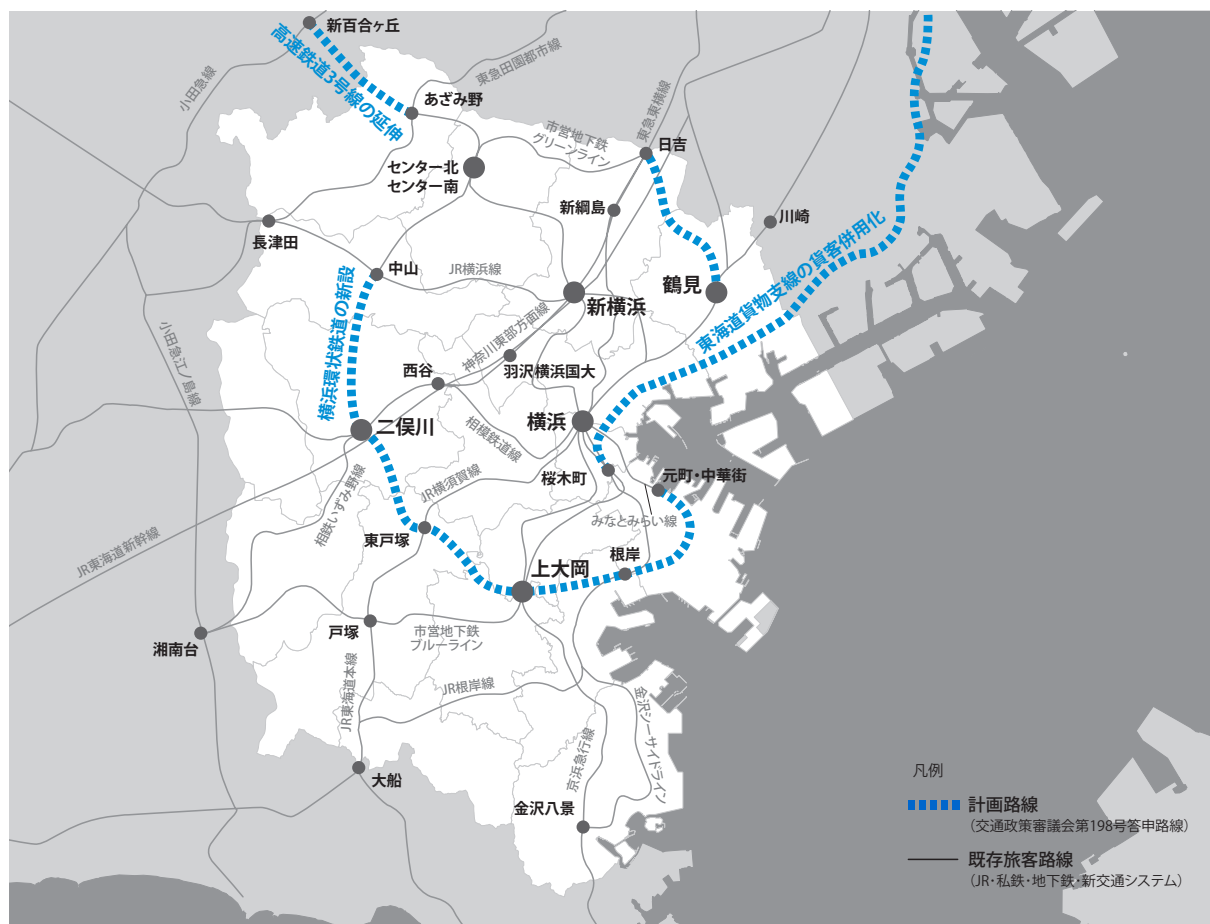 新百合ヶ丘
高速鉄道3号線の延伸
小田急線
東急田園都市線
あざみ野
東急東横線
市営地下鉄
グリーンライン
日吉
センター北
センター南
新綱島
川崎
長津田
中山
JR横浜線
新横浜
鶴見
東海道貨物支線の貨客併用化
横浜環状鉄道の新設
小田急江ノ島線
神奈川東部方面線
西谷
羽沢横浜国大
二俣川
横浜
相模鉄道線
JR横須賀線
桜木町
元町・中華街
みなとみらい線
相鉄いずみ野線
JR東海道新幹線
東戸塚
上大岡
根岸
戸塚
市営地下鉄
ブルーライン
湘南台
JR東海道本線
JR根岸線
金沢シーサイドライン
京浜急行線
大船
金沢八景
凡例
計画路線
（交通政策審議会第198号答申路線）
既存旅客路線
（JR・私鉄・地下鉄・新交通システム）